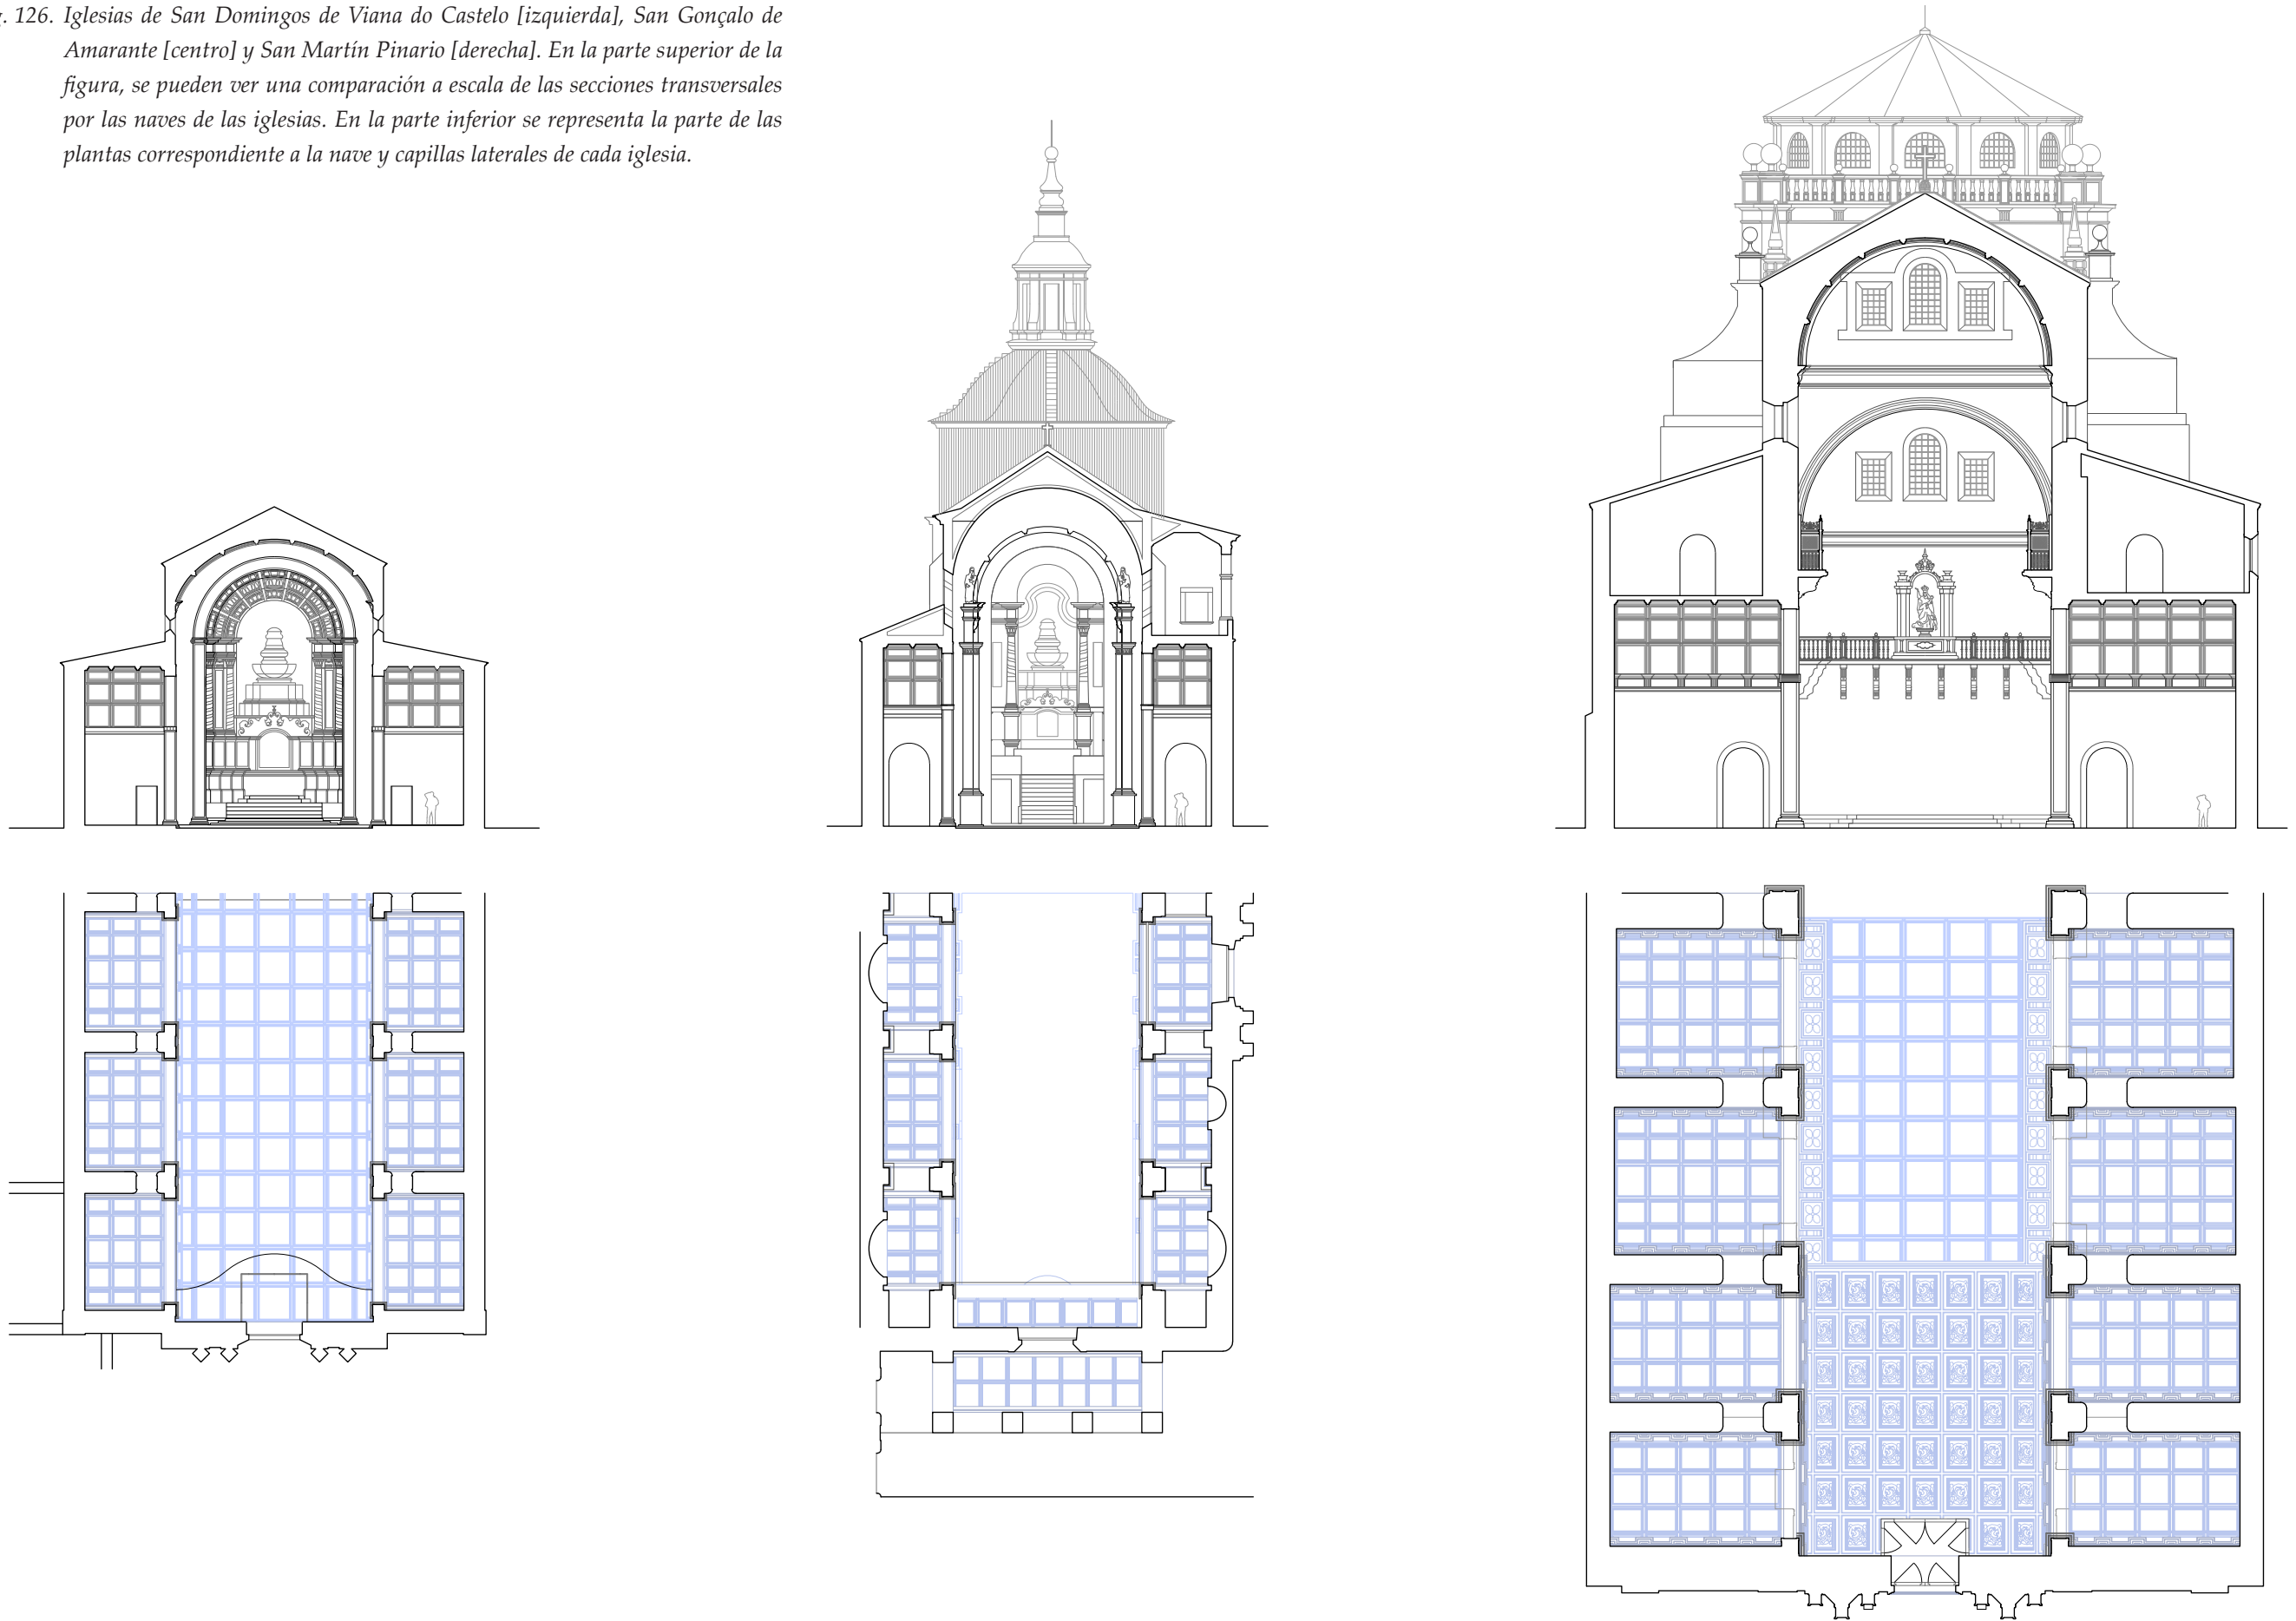 . 126. Iglesias de San Domingos de Viana do Castelo [izquierda], San Gonçalo de
Amarante [centro] y San Martín Pinario [derecha]. En la parte superior de la
figura, se pueden ver una comparación a escala de las secciones transversales
por las naves de las iglesias. En la parte inferior se representa la parte de las
plantas correspondiente a la nave y capillas laterales de cada iglesia.